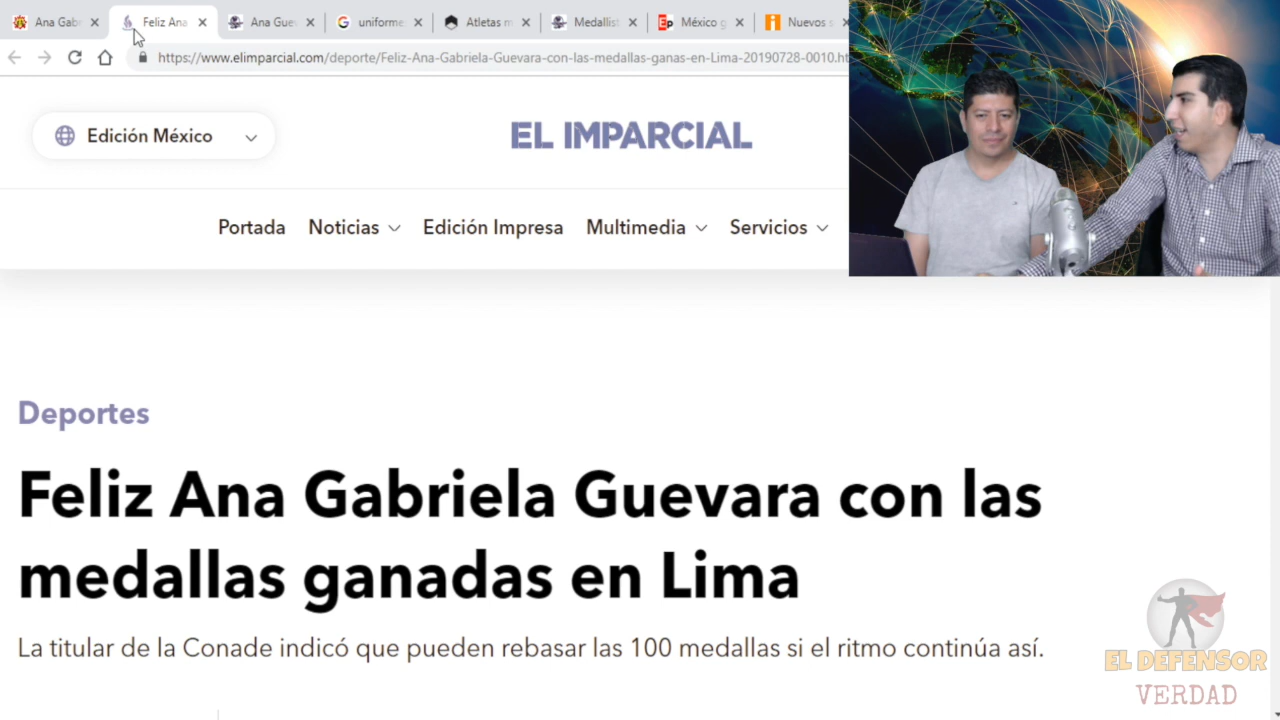 Ana Gab
Feliz Ana
Ana Gue
uniforme
Atletas m
Medallist
México g
Nuevos s
https://www.elimparcial.com/deporte/Feliz-Ana-Gabriela-Guevara-con-las-medallas-ganas-en-Lima-20190728-0010.ht
Edición México
EL IMPARCIAL
Portada
Noticias
Edición Impresa
Multimedia
Servicios
Deportes
Feliz Ana Gabriela Guevara con las
medallas ganadas en Lima
La titular de la Conade indicó que pueden rebasar las 100 medallas si el ritmo continúa así.
EL DEFENSOR
VERDAD